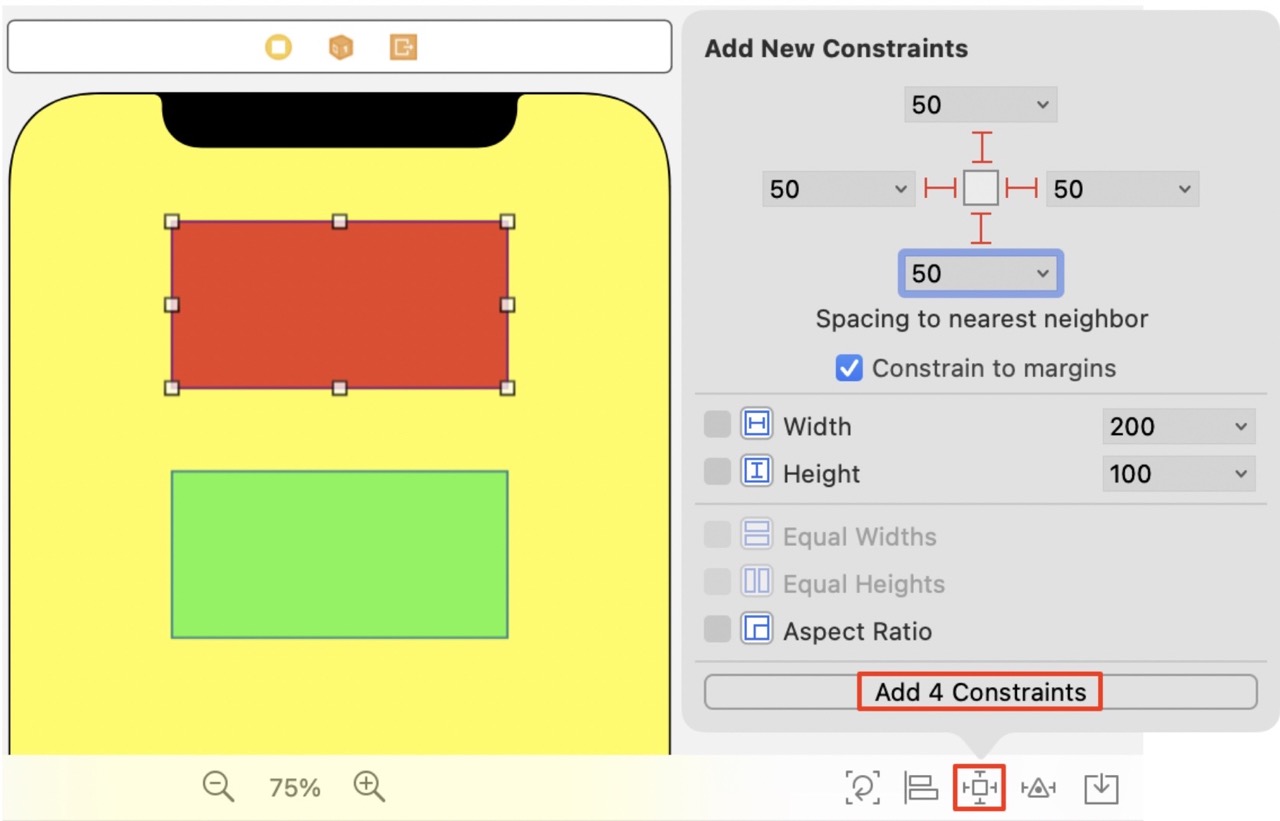 Add New Constraints
50
50 50
50
Spacing to nearest neighbor
Constrain to margins
Width 200
Height 100
Equal Widths
Equal Heights
Aspect Ratio
Add 4 Constraints
75%